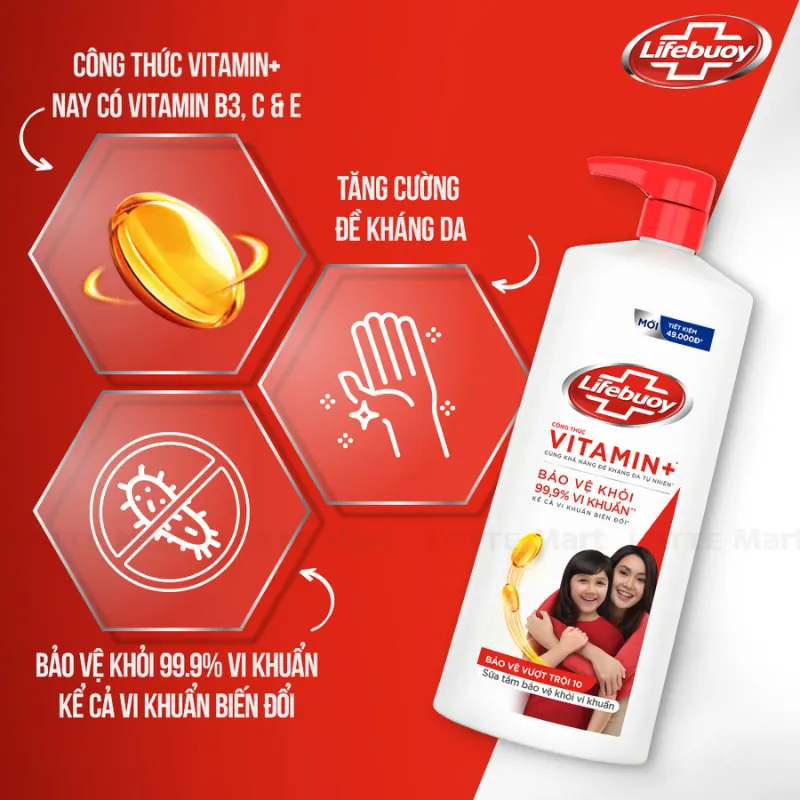 CÔNG THỨC VITAMIN+
NAY CÓ VITAMIN B3, C & E
Lifebuoy
TĂNG CƯỜNG
ĐỀ KHÁNG DA
MỚI
TIẾT KIỆM
49.000Đ*
Lifebuoy
CÔNG THỨC
VITAMIN+
CÙNG KHẢ NĂNG ĐỀ KHÁNG DA TỰ NHIÊN*
BẢO VỆ KHỎI
99,9% VI KHUẨN**
KỂ CẢ VI KHUẨN BIẾN ĐỔI*
LOTTE Mart
BẢO VỆ VƯỢT TRỘI 10
Sữa tắm bảo vệ khỏi vi khuẩn
BẢO VỆ KHỎI 99.9% VI KHUẨN
KỂ CẢ VI KHUẨN BIẾN ĐỔI